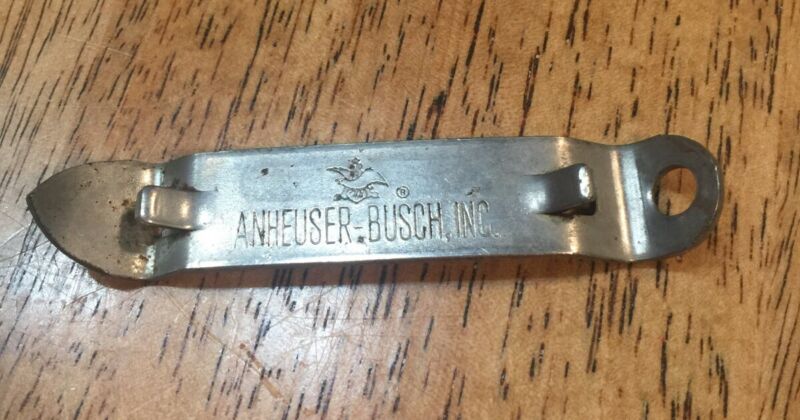 ®
ANHEUSER-BUSCH, INC.